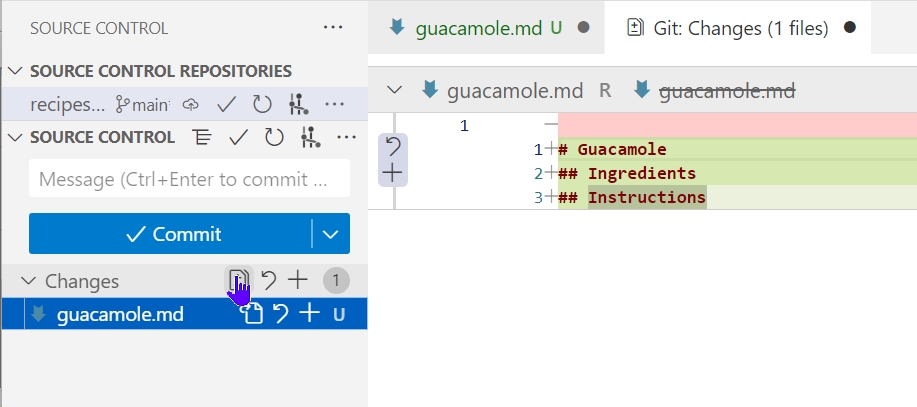 SOURCE CONTROL ...
guacamole.md U
Git: Changes (1 files)
SOURCE CONTROL REPOSITORIES
recipes... main ...
guacamole.md R guacamole.md
SOURCE CONTROL ...
1
1 + # Guacamole
2 + ## Ingredients
3 + ## Instructions
Message (Ctrl+Enter to commit ...
Commit
Changes 1
guacamole.md U